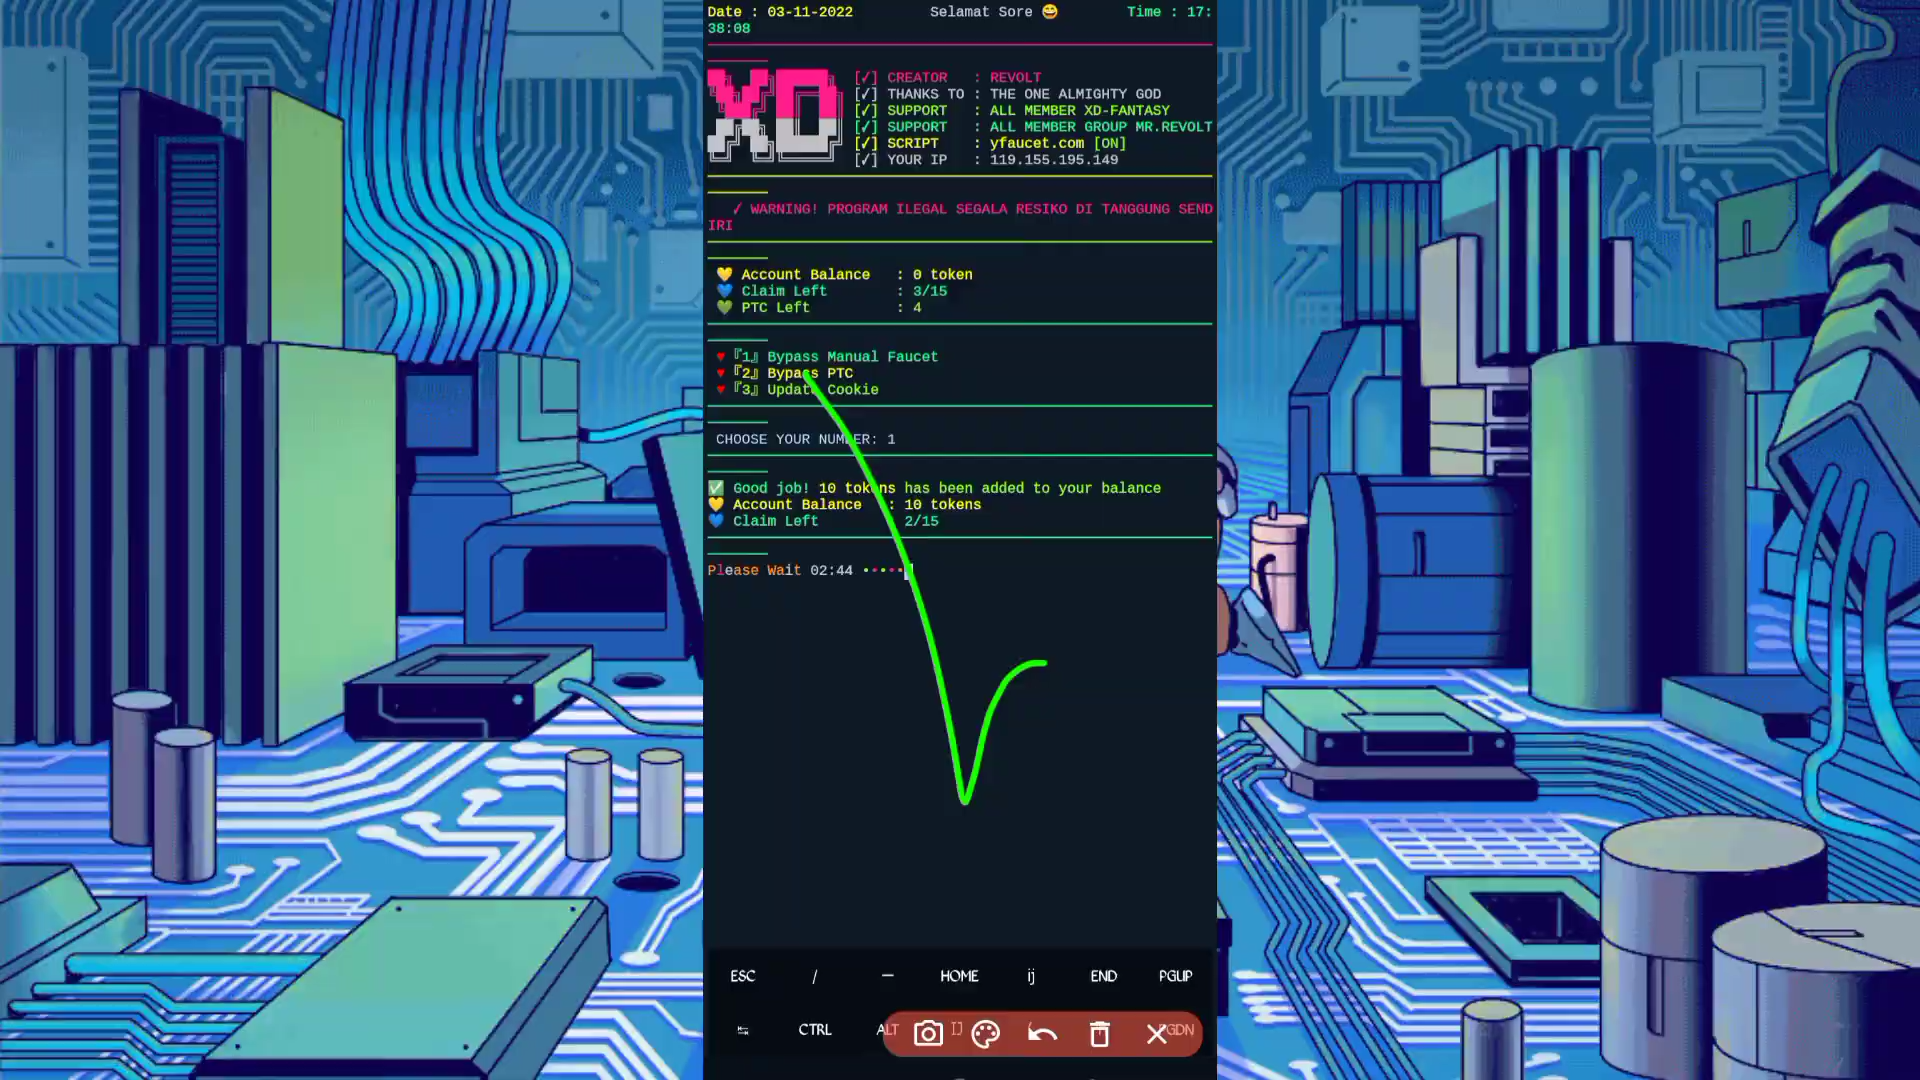 Date : 03-11-2022 Selamat Sore 😄 Time : 17:
38:08
XD
[✓] CREATOR : REVOLT
[✓] THANKS TO : THE ONE ALMIGHTY GOD
[✓] SUPPORT : ALL MEMBER XD-FANTASY
[✓] SUPPORT : ALL MEMBER GROUP MR.REVOLT
[✓] SCRIPT : yfaucet.com [ON]
[✓] YOUR IP : 119.155.195.149
✓ WARNING! PROGRAM ILEGAL SEGALA RESIKO DI TANGGUNG SEND
IRI
💛 Account Balance : 0 token
💙 Claim Left : 3/15
💚 PTC Left : 4
♥『1』Bypass Manual Faucet
♥『2』Bypass PTC
♥『3』Update Cookie
CHOOSE YOUR NUMBER: 1
✅ Good job! 10 tokens has been added to your balance
💛 Account Balance : 10 tokens
💙 Claim Left : 2/15
Please Wait 02:44 •••••
ESC / — HOME ij END PGUP
↹ CTRL ALT IJ PGDN